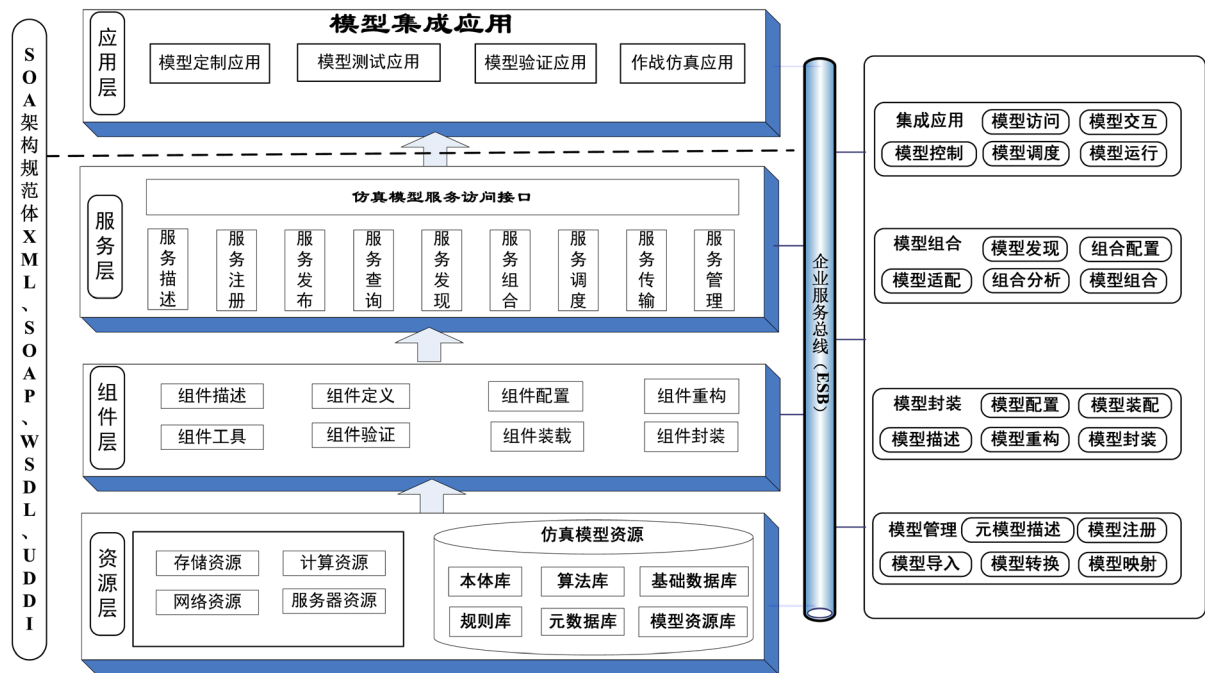 SOA架构规范体XML、SOAP、WSDL、UDDI
应用层
模型集成应用
模型定制应用
模型测试应用
模型验证应用
作战仿真应用
服务层
仿真模型服务访问接口
服务描述
服务注册
服务发布
服务查询
服务发现
服务组合
服务调度
服务传输
服务管理
组件层
组件描述
组件定义
组件配置
组件重构
组件工具
组件验证
组件装载
组件封装
资源层
存储资源
计算资源
网络资源
服务器资源
仿真模型资源
本体库
算法库
基础数据库
规则库
元数据库
模型资源库
企业服务总线(ESB)
集成应用
模型访问
模型交互
模型控制
模型调度
模型运行
模型组合
模型发现
组合配置
模型适配
组合分析
模型组合
模型封装
模型配置
模型装配
模型描述
模型重构
模型封装
模型管理
元模型描述
模型注册
模型导入
模型转换
模型映射